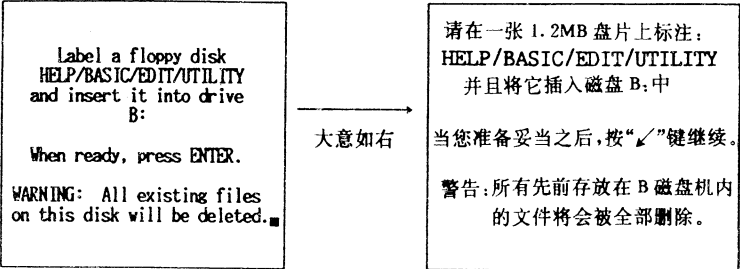 Label a floppy disk
HELP/BASIC/EDIT/UTILITY
and insert it into drive
B:
When ready, press ENTER.
WARNING: All existing files
on this disk will be deleted.
大意如右
请在一张 1.2MB 盘片上标注:
HELP/BASIC/EDIT/UTILITY
并且将它插入磁盘 B:中
当您准备妥当之后,按“↙”键继续。
警告:所有先前存放在 B 磁盘机内
的文件将会被全部删除。